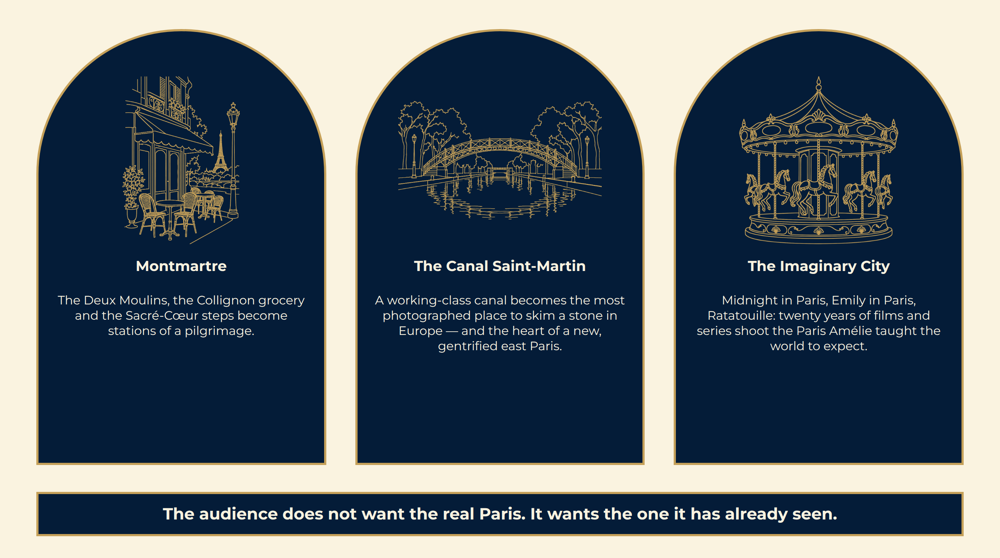 Montmartre
The Deux Moulins, the Collignon grocery
and the Sacré-Cœur steps become
stations of a pilgrimage.
The Canal Saint-Martin
A working-class canal becomes the most
photographed place to skim a stone in
Europe — and the heart of a new,
gentrified east Paris.
The Imaginary City
Midnight in Paris, Emily in Paris,
Ratatouille: twenty years of films and
series shoot the Paris Amélie taught the
world to expect.
The audience does not want the real Paris. It wants the one it has already seen.